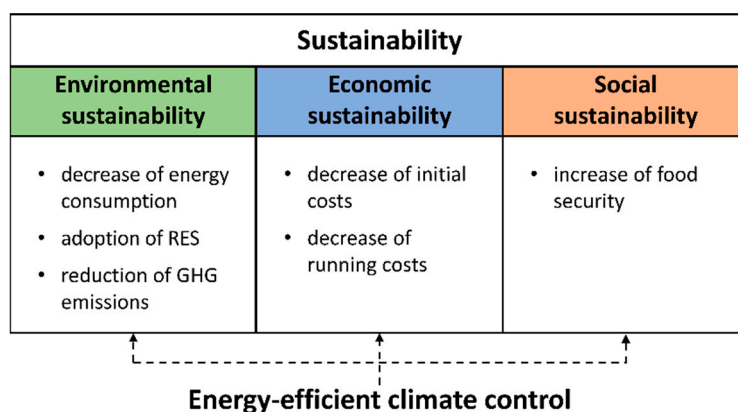 Sustainability
Environmental
sustainability
Economic
sustainability
Social
sustainability
• decrease of energy
consumption
• adoption of RES
• reduction of GHG
emissions
• decrease of initial
costs
• decrease of
running costs
• increase of food
security
Energy-efficient climate control